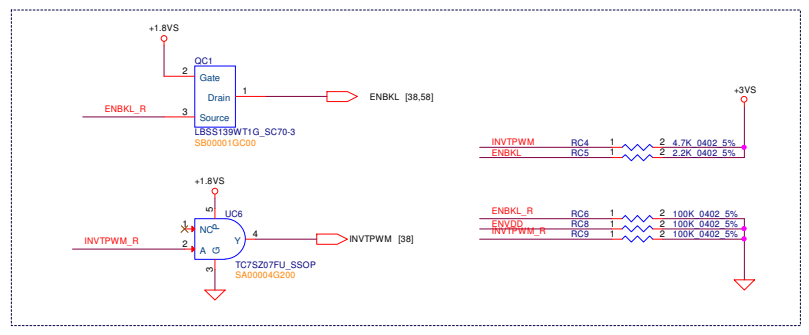 +1.8VS
QC1
2
Gate
Drain
1
ENBKL [38,58]
ENBKL_R
3
Source
LBSS139WT1G_SC70-3
SB00001GC00
+3VS
INVTPWM RC4 1 2 4.7K_0402_5%
ENBKL RC5 1 2 2.2K_0402_5%
+1.8VS
5
UC6
1
NC
P
Y
4
INVTPWM [38]
INVTPWM_R
2
A
G
3
TC7SZ07FU_SSOP
SA00004G200
ENBKL_R RC6 1 2 100K_0402_5%
ENVDD RC8 1 2 100K_0402_5%
INVTPWM_R RC9 1 2 100K_0402_5%